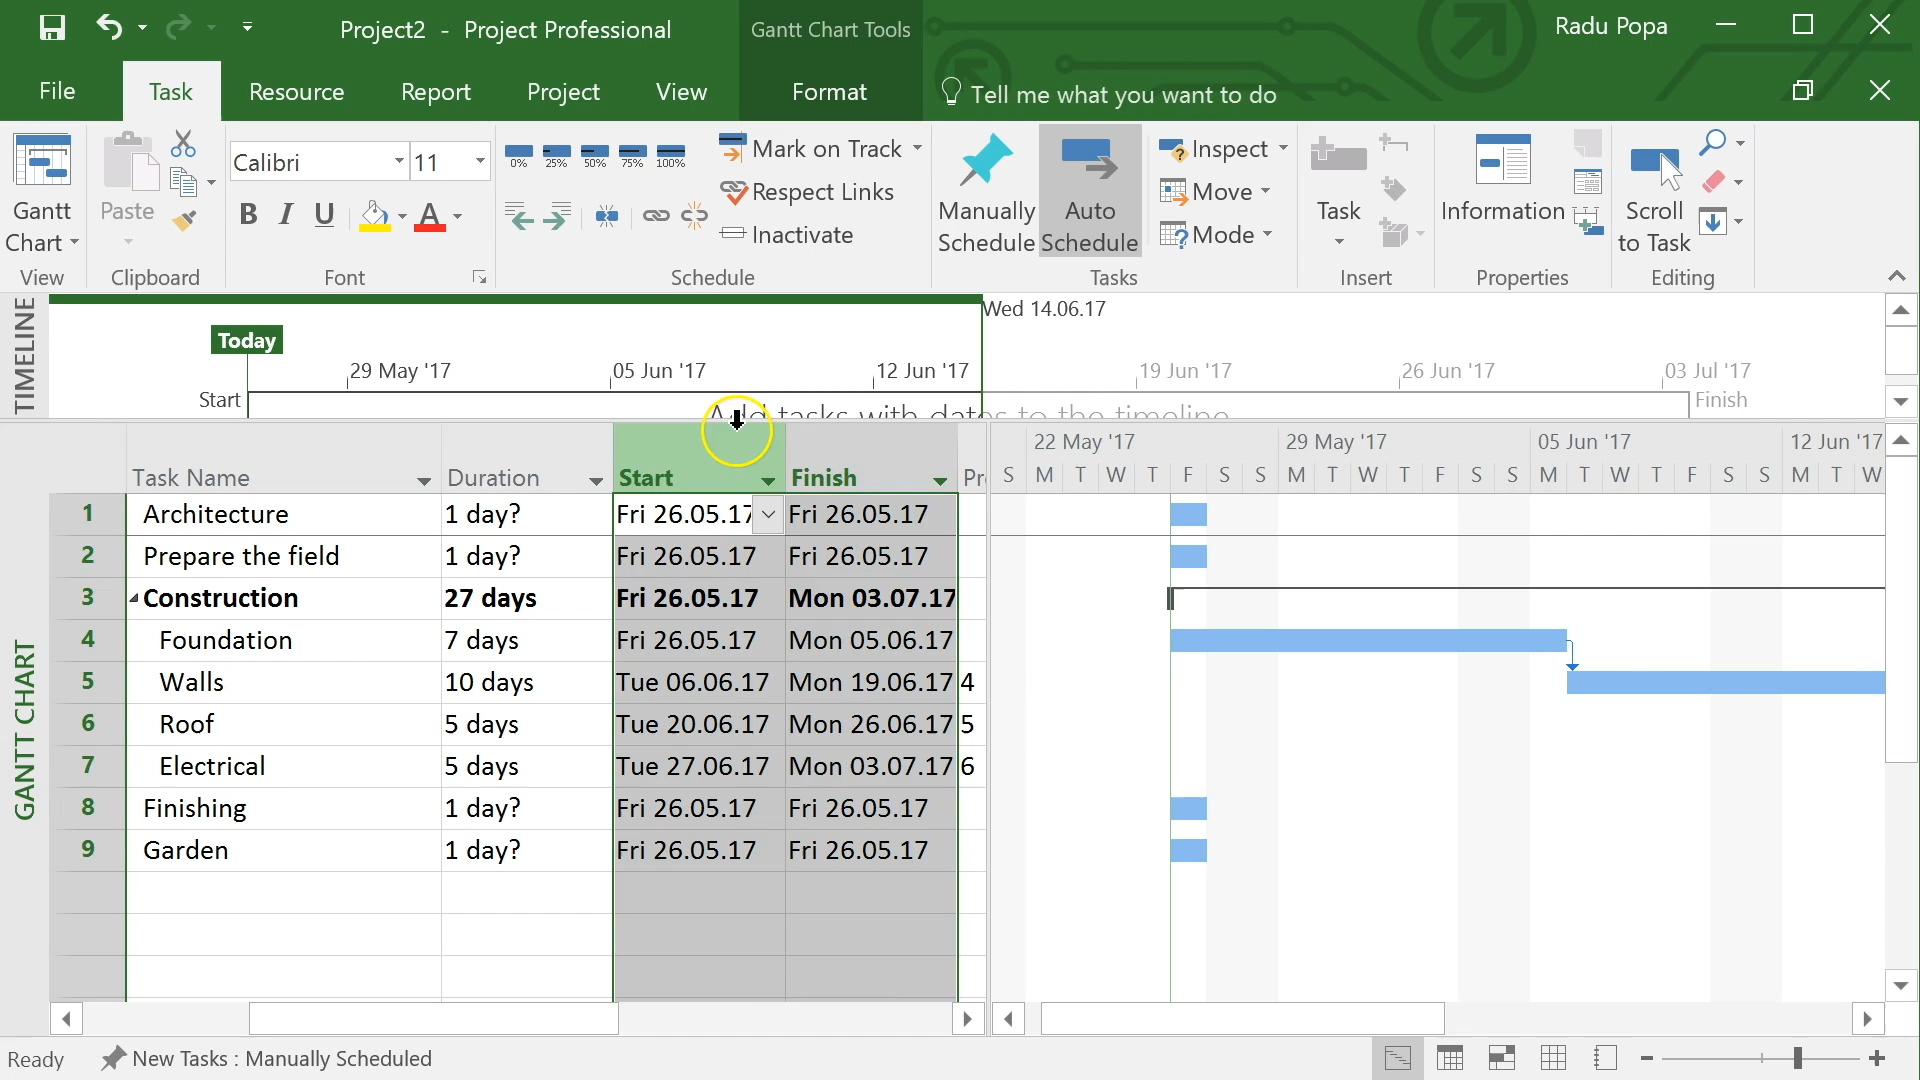 Project2 - Project Professional
Gantt Chart Tools
Radu Popa
File Task Resource Report Project View Format Tell me what you want to do
Gantt Chart
View
Paste
Clipboard
Calibri 11
B I U A
Font
0% 25% 50% 75% 100%
Mark on Track
Respect Links
Inactivate
Schedule
Manually Schedule
Auto Schedule
Inspect
Move
Mode
Tasks
Task
Insert
Information
Properties
Scroll to Task
Editing
TIMELINE
Wed 14.06.17
Today
29 May '17 05 Jun '17 12 Jun '17 19 Jun '17 26 Jun '17 03 Jul '17
Start
Add tasks with dates to the timeline
Finish
GANTT CHART
Task Name Duration Start Finish
22 May '17 29 May '17 05 Jun '17 12 Jun '17
S M T W T F S S M T W T F S S M T W T F S S M T W
1 Architecture 1 day? Fri 26.05.17 Fri 26.05.17
2 Prepare the field 1 day? Fri 26.05.17 Fri 26.05.17
3 Construction 27 days Fri 26.05.17 Mon 03.07.17
4 Foundation 7 days Fri 26.05.17 Mon 05.06.17
5 Walls 10 days Tue 06.06.17 Mon 19.06.17 4
6 Roof 5 days Tue 20.06.17 Mon 26.06.17 5
7 Electrical 5 days Tue 27.06.17 Mon 03.07.17 6
8 Finishing 1 day? Fri 26.05.17 Fri 26.05.17
9 Garden 1 day? Fri 26.05.17 Fri 26.05.17
Ready New Tasks : Manually Scheduled